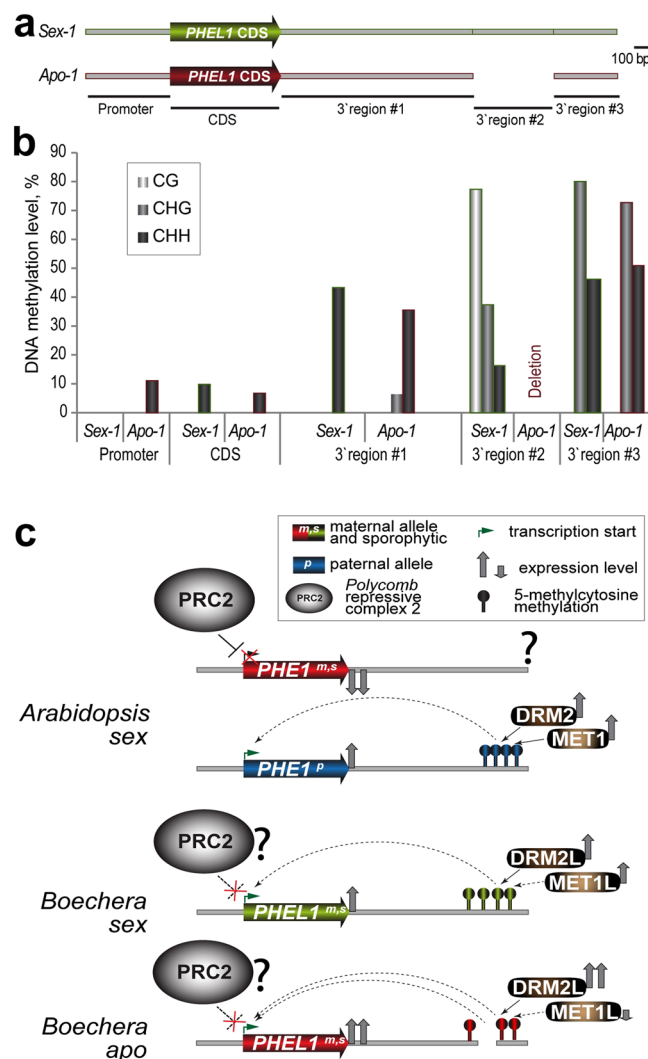 a
Sex-1
PHEL1 CDS
100 bp
Apo-1
PHEL1 CDS
Promoter
CDS
3`region #1
3`region #2
3`region #3
b
DNA methylation level, %
90
80
70
60
50
40
30
20
10
0
CG
CHG
CHH
Deletion
Sex-1 Apo-1 Sex-1 Apo-1 Sex-1 Apo-1 Sex-1 Apo-1 Sex-1 Apo-1
Promoter CDS 3`region #1 3`region #2 3`region #3
c
m,s maternal allele
and sporophytic
p paternal allele
PRC2 Polycomb
repressive
complex 2
transcription start
expression level
5-methylcytosine
methylation
PRC2
?
PHE1 m,s
Arabidopsis
sex
DRM2
MET1
PHE1 p
PRC2 ?
DRM2L
MET1L
Boechera
sex
PHEL1 m,s
PRC2 ?
DRM2L
MET1L
Boechera
apo
PHEL1 m,s